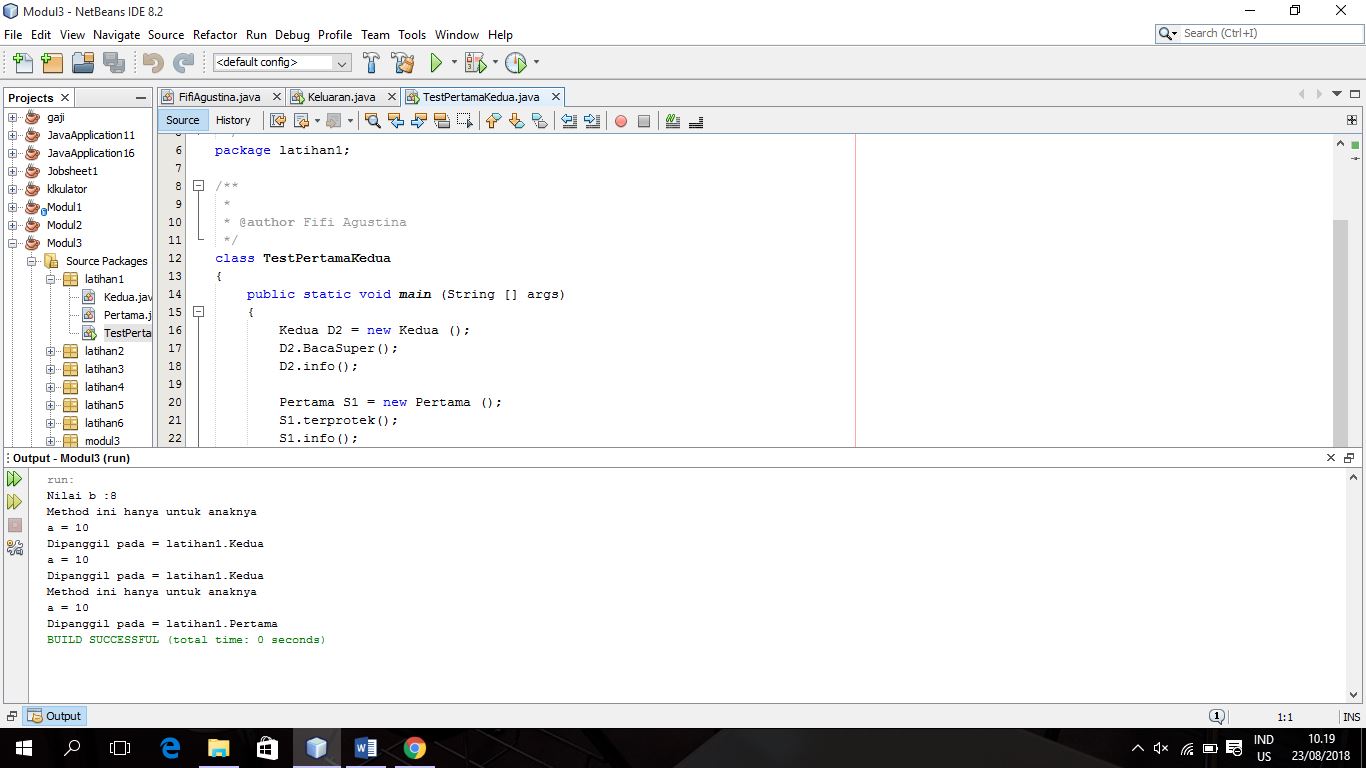 Modul3 - NetBeans IDE 8.2
File Edit View Navigate Source Refactor Run Debug Profile Team Tools Window Help
Search (Ctrl+I)
<default config>
Projects
FifiAgustina.java
Keluaran.java
TestPertamaKedua.java
Source History
gaji
JavaApplication11
JavaApplication16
Jobsheet1
klkulator
Modul1
Modul2
Modul3
Source Packages
latihan1
Kedua.jav
Pertama.j
TestPerta
latihan2
latihan3
latihan4
latihan5
latihan6
modul3
6 package latihan1;
7
8 /**
9 *
10 * @author Fifi Agustina
11 */
12 class TestPertamaKedua
13 {
14 public static void main (String [] args)
15 {
16 Kedua D2 = new Kedua ();
17 D2.BacaSuper();
18 D2.info();
19
20 Pertama S1 = new Pertama ();
21 S1.terprotek();
22 S1.info();
Output - Modul3 (run)
run:
Nilai b :8
Method ini hanya untuk anaknya
a = 10
Dipanggil pada = latihan1.Kedua
a = 10
Dipanggil pada = latihan1.Kedua
Method ini hanya untuk anaknya
a = 10
Dipanggil pada = latihan1.Pertama
BUILD SUCCESSFUL (total time: 0 seconds)
Output
1
1:1
INS
IND
US
10.19
23/08/2018